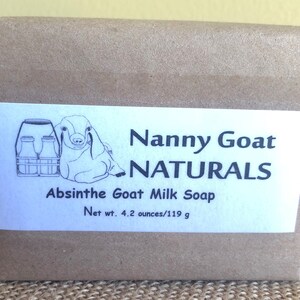 Nanny Goat
NATURALS
Absinthe Goat Milk Soap
Net wt. 4.2 ounces/119 g